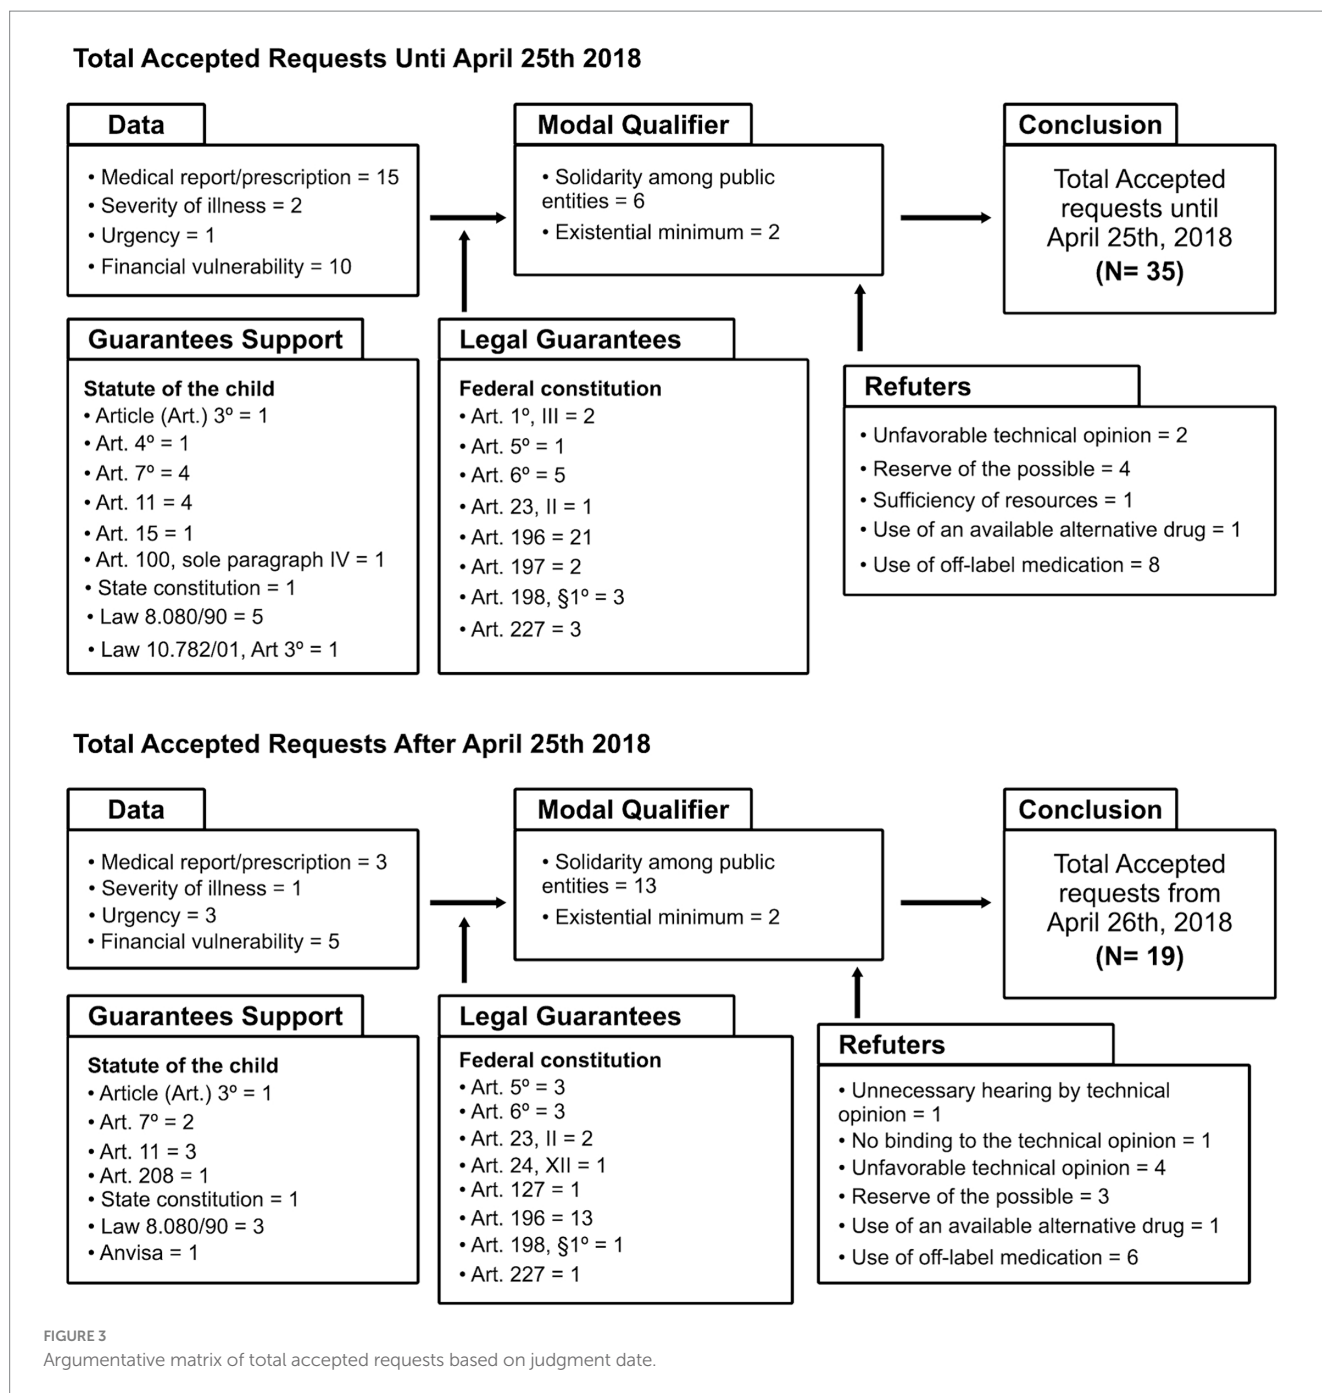 Total Accepted Requests Unti April 25th 2018
Data
• Medical report/prescription = 15
• Severity of illness = 2
• Urgency = 1
• Financial vulnerability = 10
Modal Qualifier
• Solidarity among public
entities = 6
• Existential minimum = 2
Conclusion
Total Accepted
requests until
April 25th, 2018
(N= 35)
Guarantees Support
Statute of the child
• Article (Art.) 3º = 1
• Art. 4º = 1
• Art. 7º = 4
• Art. 11 = 4
• Art. 15 = 1
• Art. 100, sole paragraph IV = 1
• State constitution = 1
• Law 8.080/90 = 5
• Law 10.782/01, Art 3º = 1
Legal Guarantees
Federal constitution
• Art. 1º, III = 2
• Art. 5º = 1
• Art. 6º = 5
• Art. 23, II = 1
• Art. 196 = 21
• Art. 197 = 2
• Art. 198, §1º = 3
• Art. 227 = 3
Refuters
• Unfavorable technical opinion = 2
• Reserve of the possible = 4
• Sufficiency of resources = 1
• Use of an available alternative drug = 1
• Use of off-label medication = 8
Total Accepted Requests After April 25th 2018
Data
• Medical report/prescription = 3
• Severity of illness = 1
• Urgency = 3
• Financial vulnerability = 5
Modal Qualifier
• Solidarity among public
entities = 13
• Existential minimum = 2
Conclusion
Total Accepted
requests from
April 26th, 2018
(N= 19)
Guarantees Support
Statute of the child
• Article (Art.) 3º = 1
• Art. 7º = 2
• Art. 11 = 3
• Art. 208 = 1
• State constitution = 1
• Law 8.080/90 = 3
• Anvisa = 1
Legal Guarantees
Federal constitution
• Art. 5º = 3
• Art. 6º = 3
• Art. 23, II = 2
• Art. 24, XII = 1
• Art. 127 = 1
• Art. 196 = 13
• Art. 198, §1º = 1
• Art. 227 = 1
Refuters
• Unnecessary hearing by technical
opinion = 1
• No binding to the technical opinion = 1
• Unfavorable technical opinion = 4
• Reserve of the possible = 3
• Use of an available alternative drug = 1
• Use of off-label medication = 6
FIGURE 3
Argumentative matrix of total accepted requests based on judgment date.